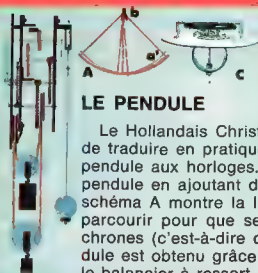 b
A
a'
C
LE PENDULE
Le Hollandais Christ
de traduire en pratiqu
pendule aux horloges.
pendule en ajoutant d
schéma A montre la l
parcourir pour que se
chrones (c'est-à-dire d
dule est obtenu grâce
le balancier à ressort